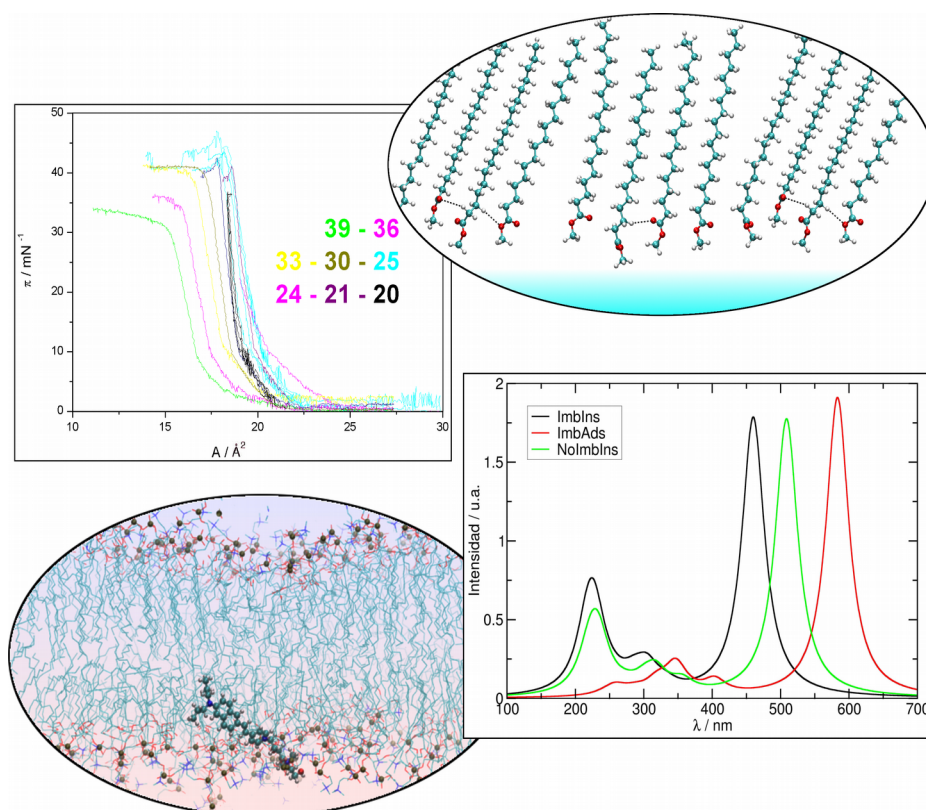 50
40
30
20
10
0
π / mN⁻¹
39 - 36
33 - 30 - 25
24 - 21 - 20
10 15 20 25 30
A / Å²
2
1.5
1
0.5
0
Intensidad / u.a.
ImbIns
ImbAds
NoImbIns
100 200 300 400 500 600 700
λ / nm